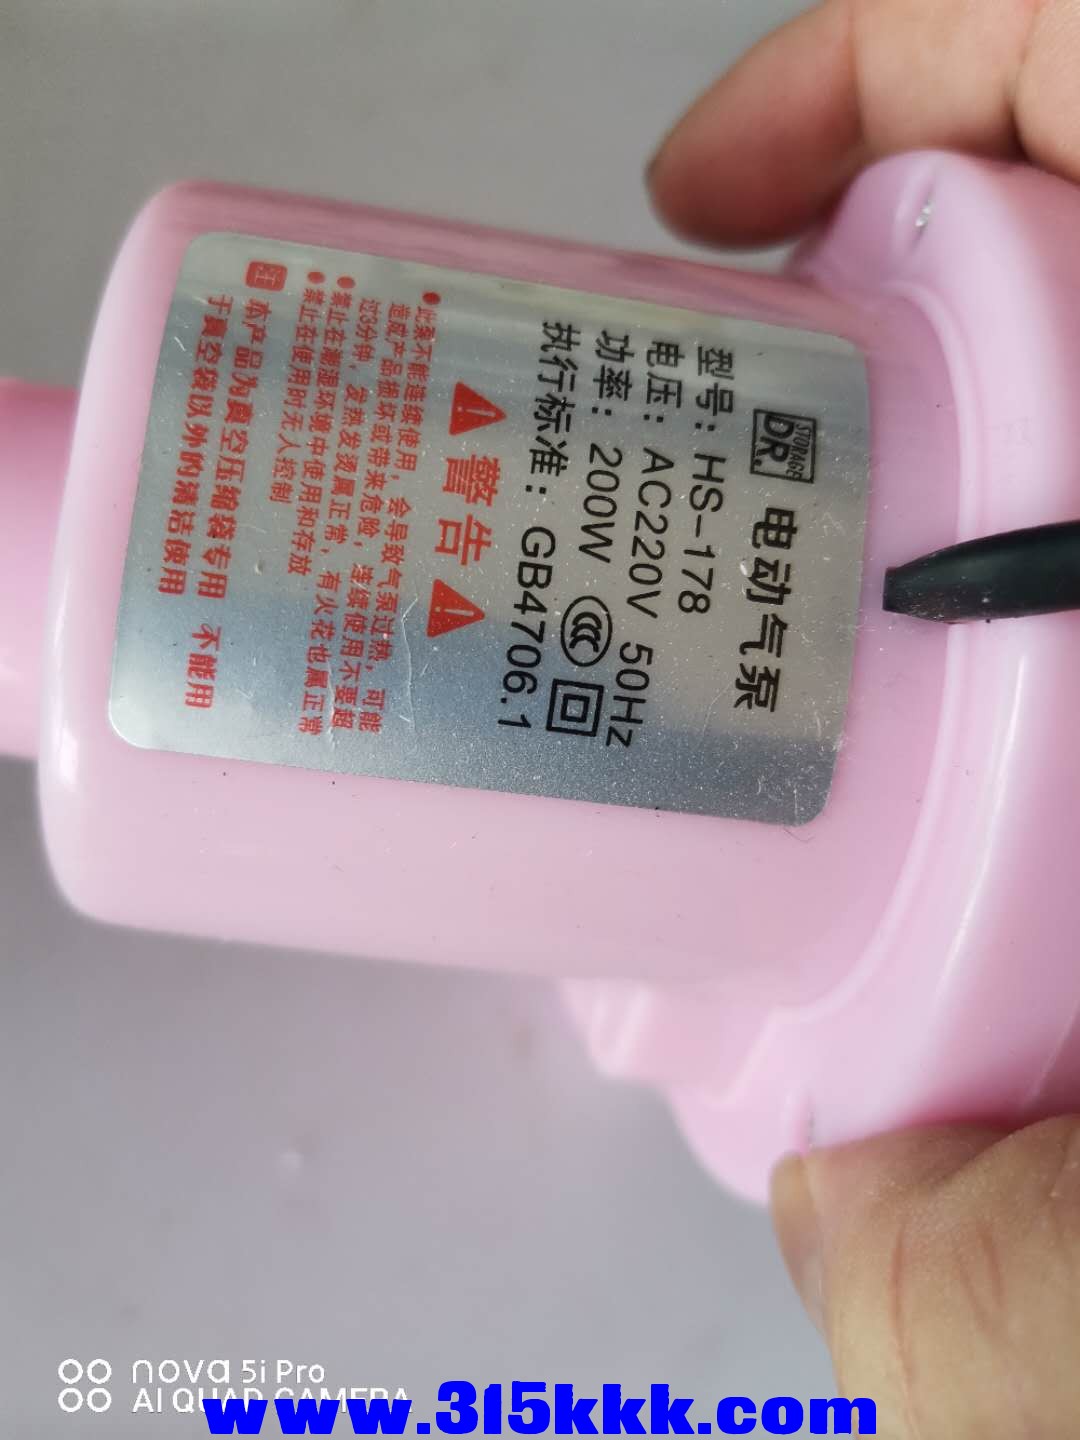 STORAGE
DR.
电动气泵
型号：HS-178
电压：AC220V 50Hz
功率：200W
执行标准：GB4706.1
警告
●此泵不能连续使用，会导致气泵过热，可能
造成产品损坏或带来危险，连续使用不要超
过3分钟，发热发烫属正常，有火花也属正常
●禁止在潮湿环境中使用和存放
●禁止在使用时无人控制
注 本产品为真空压缩袋专用 不能用
于真空袋以外的清洁使用
nova 5i Pro
AI QUAD CAMERA
www.315kkk.com